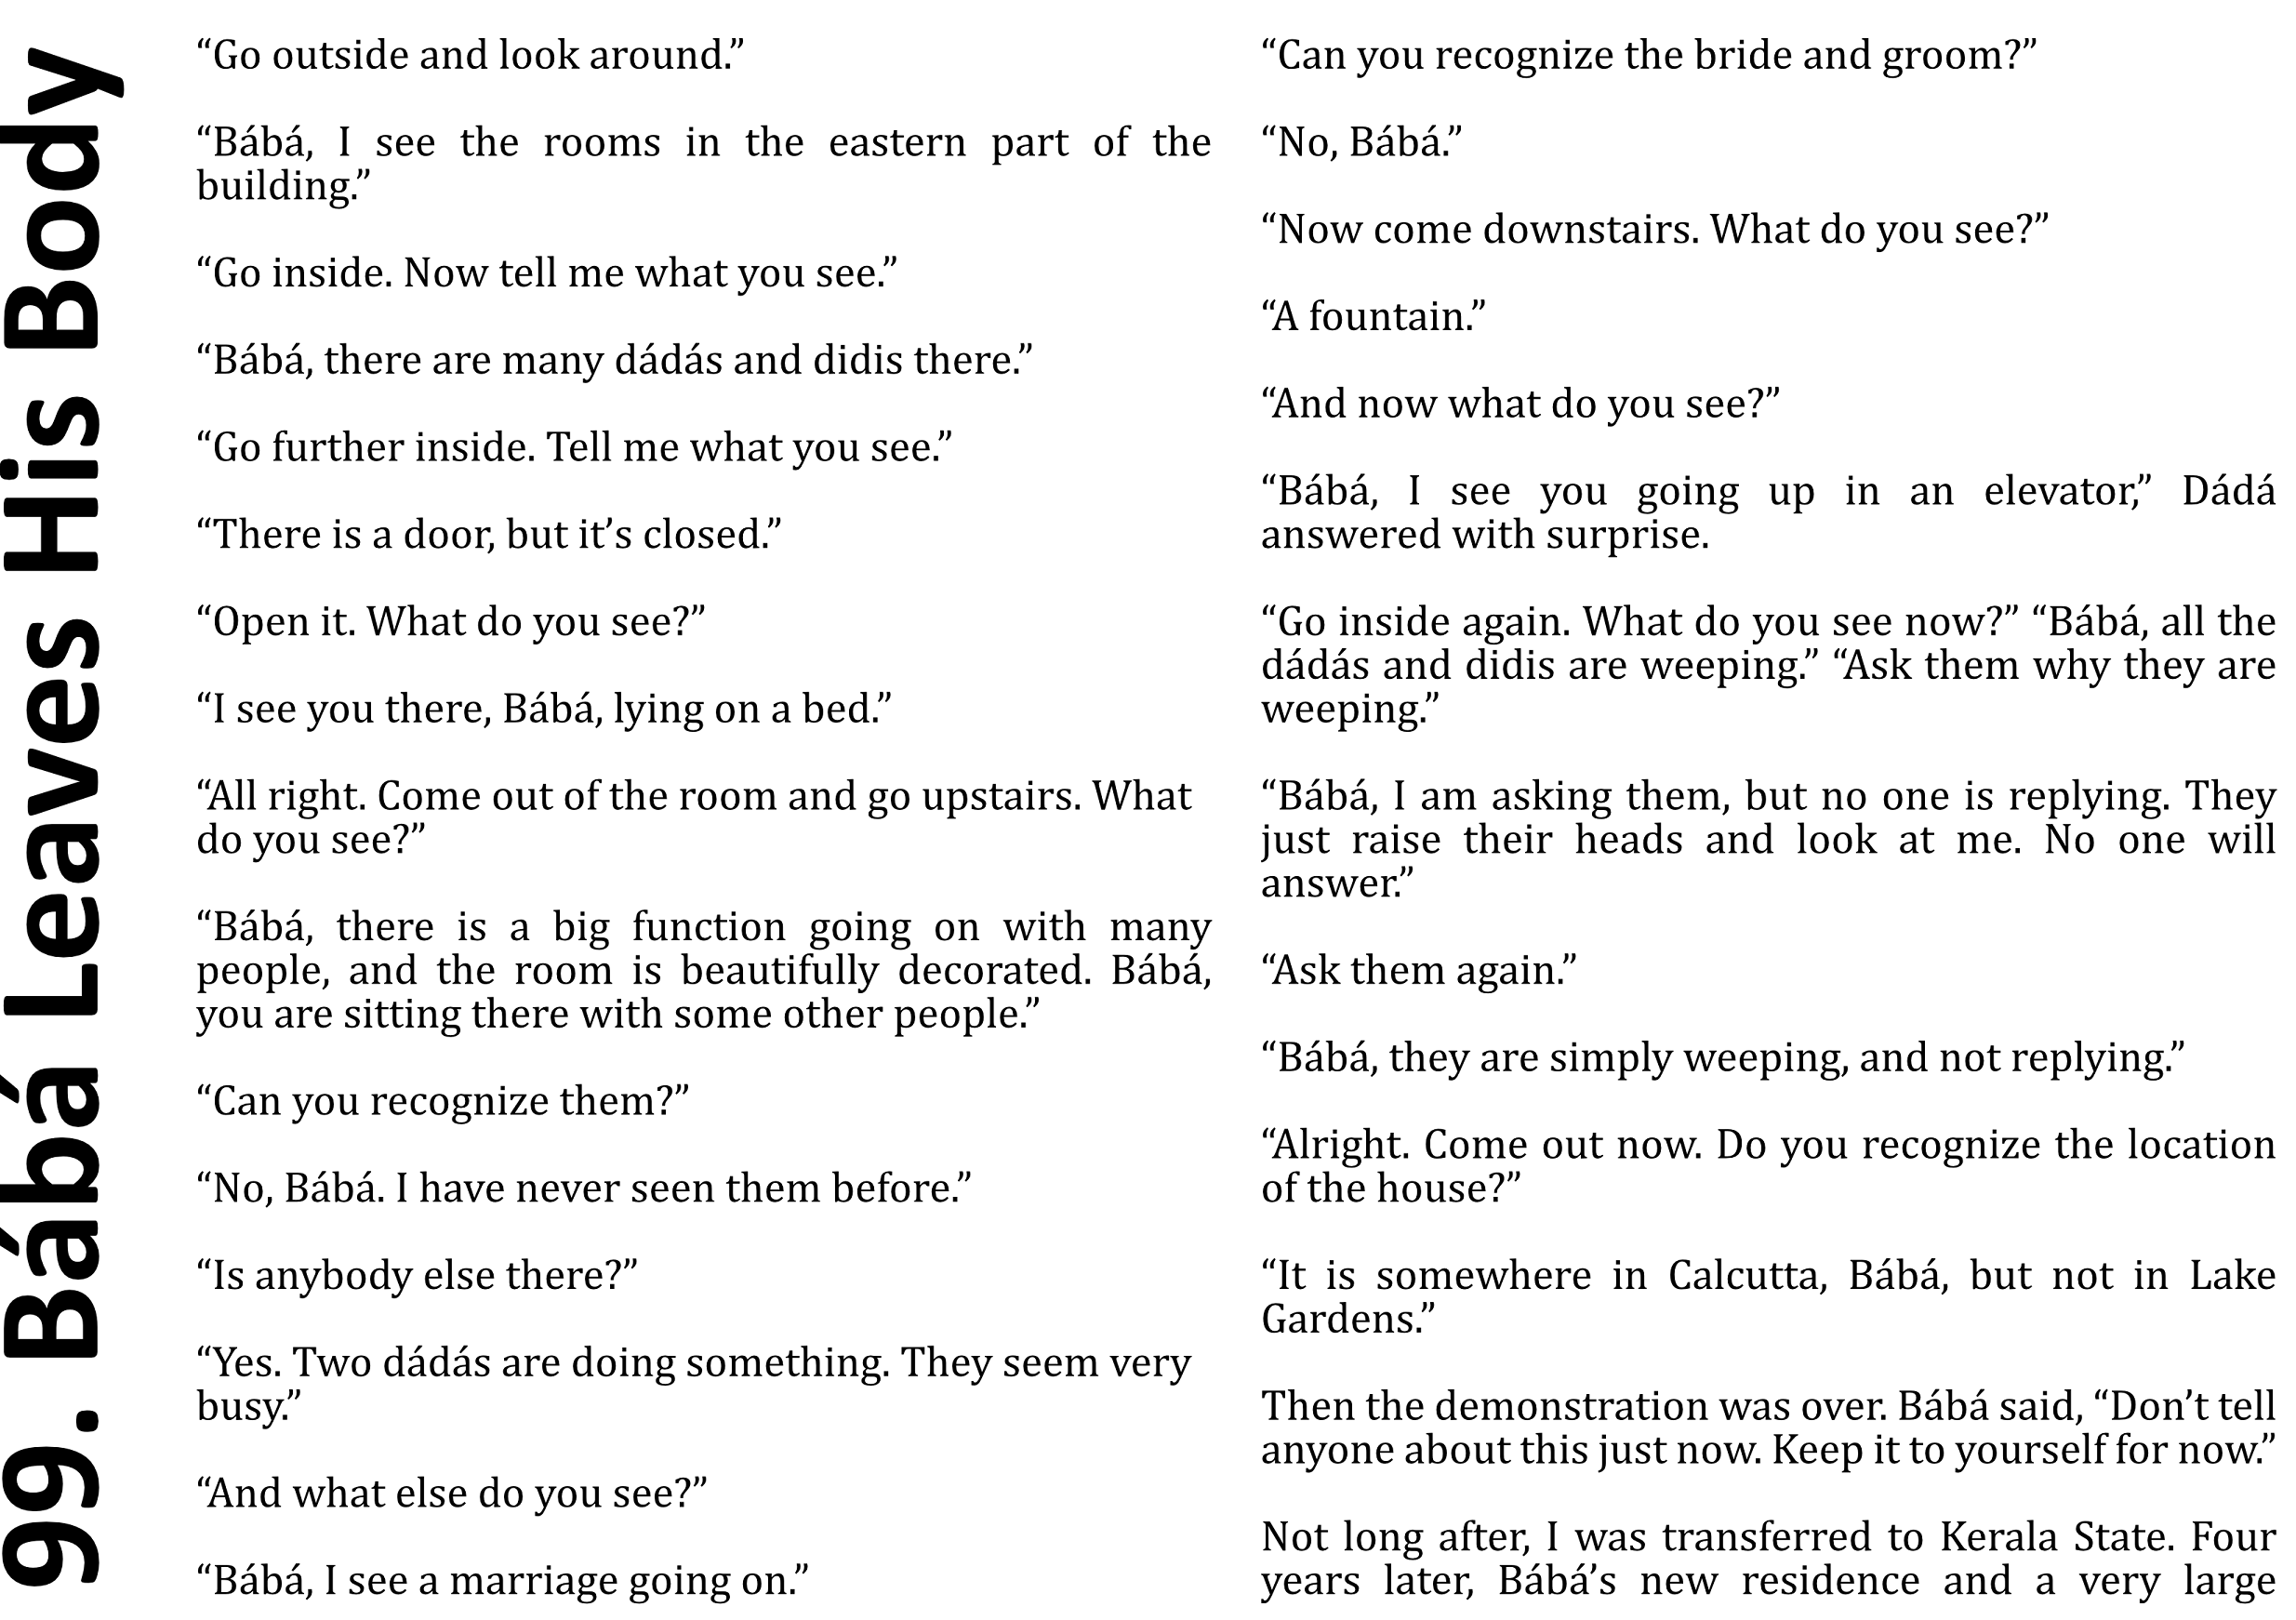 99. Bábá Leaves His Body
“Go outside and look around.”
“Bábá, I see the rooms in the eastern part of the
building.”
“Go inside. Now tell me what you see.”
“Bábá, there are many dádás and didis there.”
“Go further inside. Tell me what you see.”
“There is a door, but it’s closed.”
“Open it. What do you see?”
“I see you there, Bábá, lying on a bed.”
“All right. Come out of the room and go upstairs. What
do you see?”
“Bábá, there is a big function going on with many
people, and the room is beautifully decorated. Bábá,
you are sitting there with some other people.”
“Can you recognize them?”
“No, Bábá. I have never seen them before.”
“Is anybody else there?”
“Yes. Two dádás are doing something. They seem very
busy.”
“And what else do you see?”
“Bábá, I see a marriage going on.”
“Can you recognize the bride and groom?”
“No, Bábá.”
“Now come downstairs. What do you see?”
“A fountain.”
“And now what do you see?”
“Bábá, I see you going up in an elevator,” Dádá
answered with surprise.
“Go inside again. What do you see now?” “Bábá, all the
dádás and didis are weeping.” “Ask them why they are
weeping.”
“Bábá, I am asking them, but no one is replying. They
just raise their heads and look at me. No one will
answer.”
“Ask them again.”
“Bábá, they are simply weeping, and not replying.”
“Alright. Come out now. Do you recognize the location
of the house?”
“It is somewhere in Calcutta, Bábá, but not in Lake
Gardens.”
Then the demonstration was over. Bábá said, “Don’t tell
anyone about this just now. Keep it to yourself for now.”
Not long after, I was transferred to Kerala State. Four
years later, Bábá’s new residence and a very large